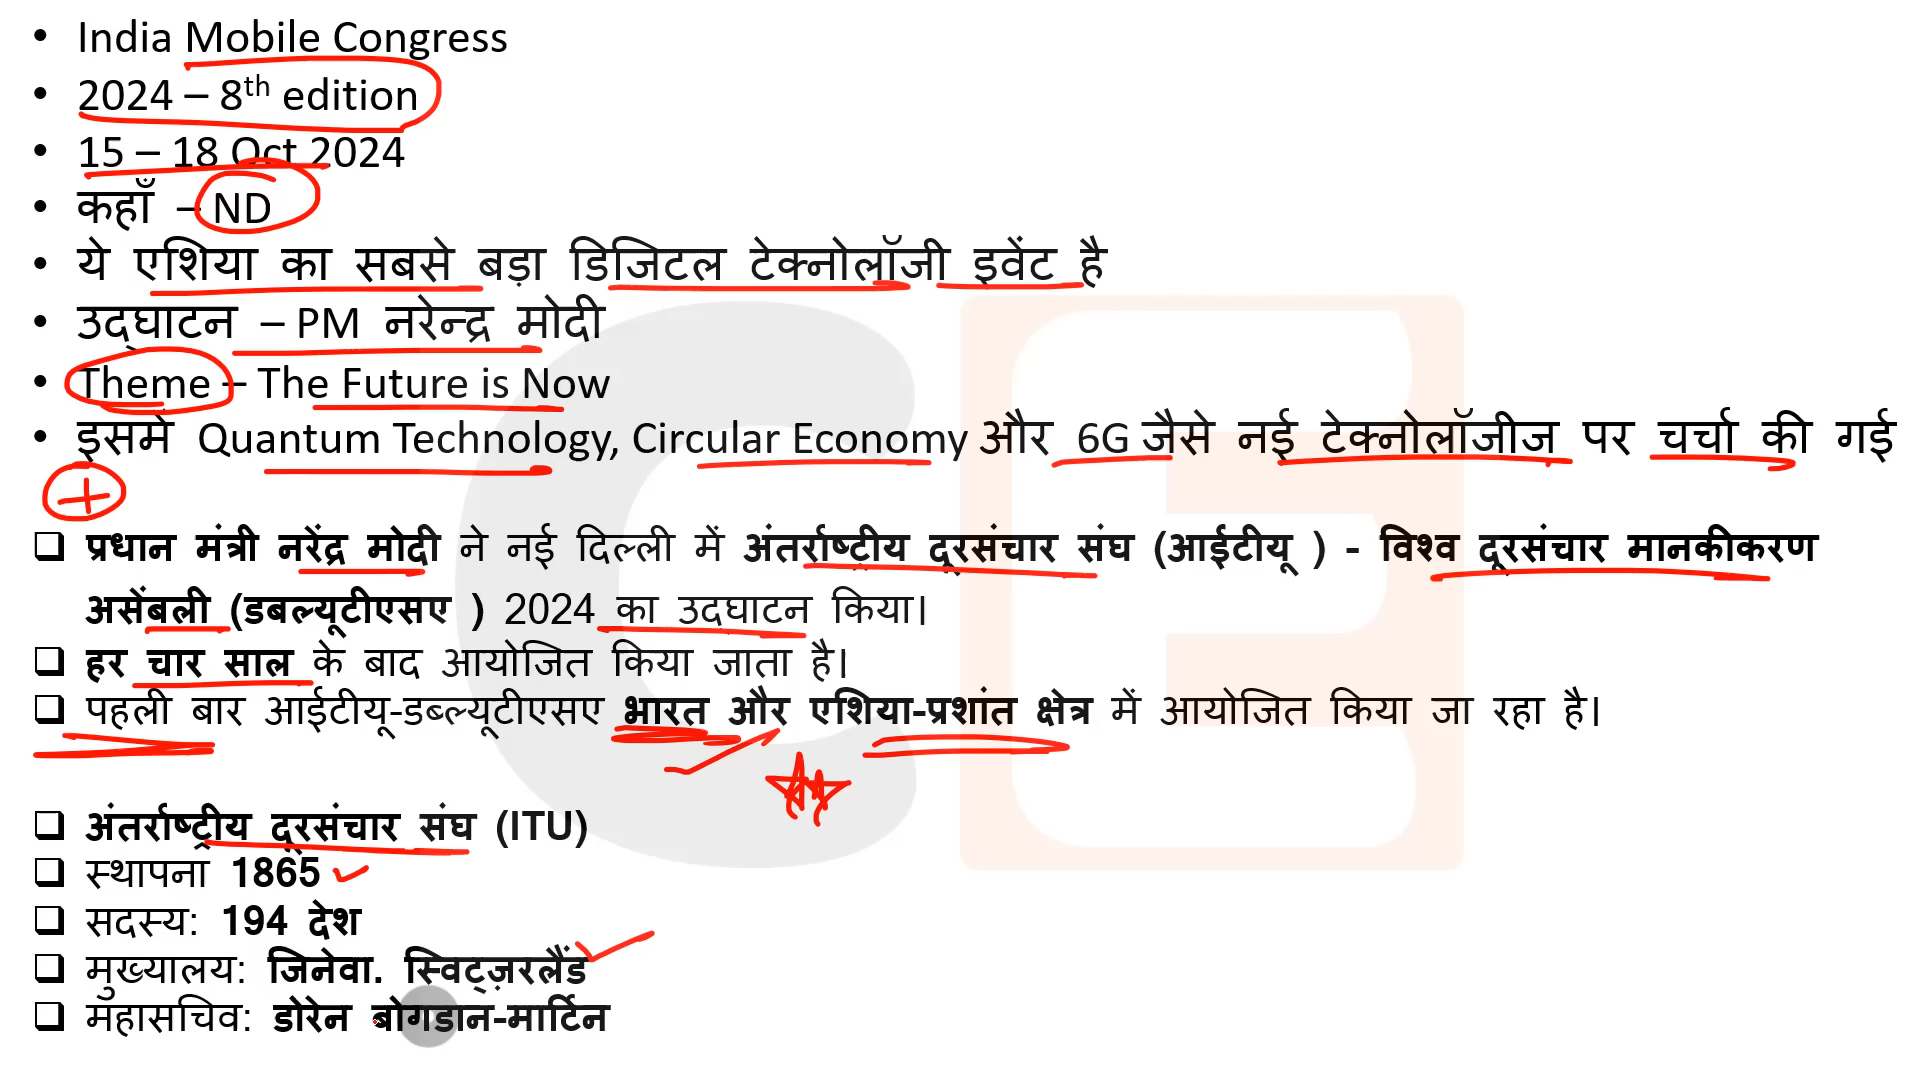 • India Mobile Congress
• 2024 – 8th edition
• 15 – 18 Oct 2024
• कहाँ – ND
• ये एशिया का सबसे बड़ा डिजिटल टेक्नोलॉजी इवेंट है
• उद्घाटन – PM नरेन्द्र मोदी
• Theme – The Future is Now
• इसमें Quantum Technology, Circular Economy और 6G जैसे नई टेक्नोलॉजीज पर चर्चा की गई
❑ प्रधान मंत्री नरेंद्र मोदी ने नई दिल्ली में अंतर्राष्ट्रीय दूरसंचार संघ (आईटीयू ) - विश्व दूरसंचार मानकीकरण
असेंबली (डबल्यूटीएसए ) 2024 का उदघाटन किया।
❑ हर चार साल के बाद आयोजित किया जाता है।
❑ पहली बार आईटीयू-डब्ल्यूटीएसए भारत और एशिया-प्रशांत क्षेत्र में आयोजित किया जा रहा है।
❑ अंतर्राष्ट्रीय दूरसंचार संघ (ITU)
❑ स्थापना 1865
❑ सदस्य: 194 देश
❑ मुख्यालय: जिनेवा. स्विट्ज़रलैंड
❑ महासचिव: डोरेन बोगडान-मार्टिन